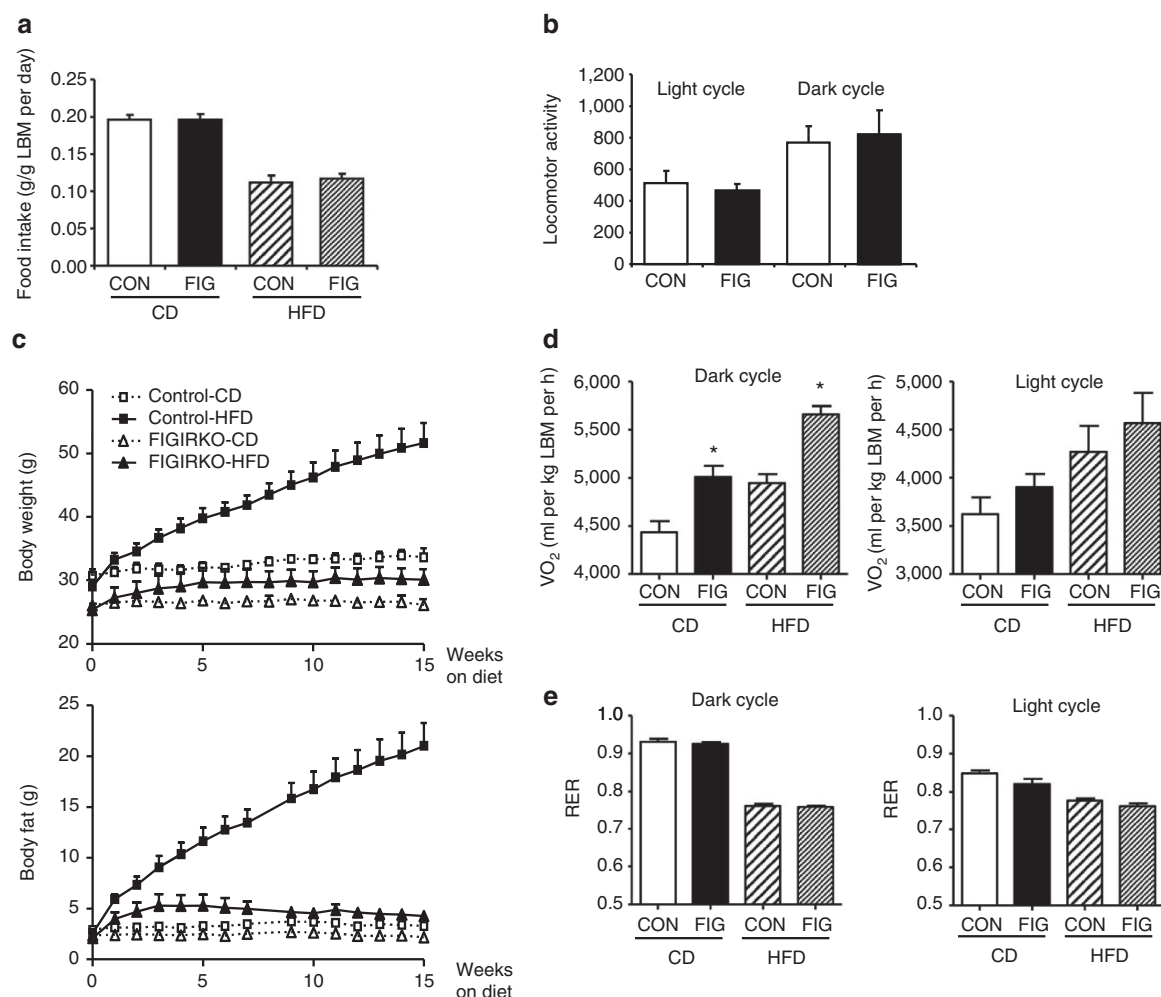 a
Food intake (g/g LBM per day)
0.25
0.20
0.15
0.10
0.05
0.00
CON FIG CON FIG
CD HFD
b
Locomotor activity
1,200
1,000
800
600
400
200
0
Light cycle Dark cycle
CON FIG CON FIG
c
Body weight (g)
60
50
40
30
20
Control-CD
Control-HFD
FIGIRKO-CD
FIGIRKO-HFD
0 5 10 15 Weeks
on diet
Body fat (g)
25
20
15
10
5
0
0 5 10 15 Weeks
on diet
d
VO2 (ml per kg LBM per h)
6,000
5,500
5,000
4,500
4,000
Dark cycle
*
*
CON FIG CON FIG
CD HFD
VO2 (ml per kg LBM per h)
5,000
4,500
4,000
3,500
3,000
Light cycle
CON FIG CON FIG
CD HFD
e
RER
1.0
0.9
0.8
0.7
0.6
0.5
Dark cycle
CON FIG CON FIG
CD HFD
RER
1.0
0.9
0.8
0.7
0.6
0.5
Light cycle
CON FIG CON FIG
CD HFD